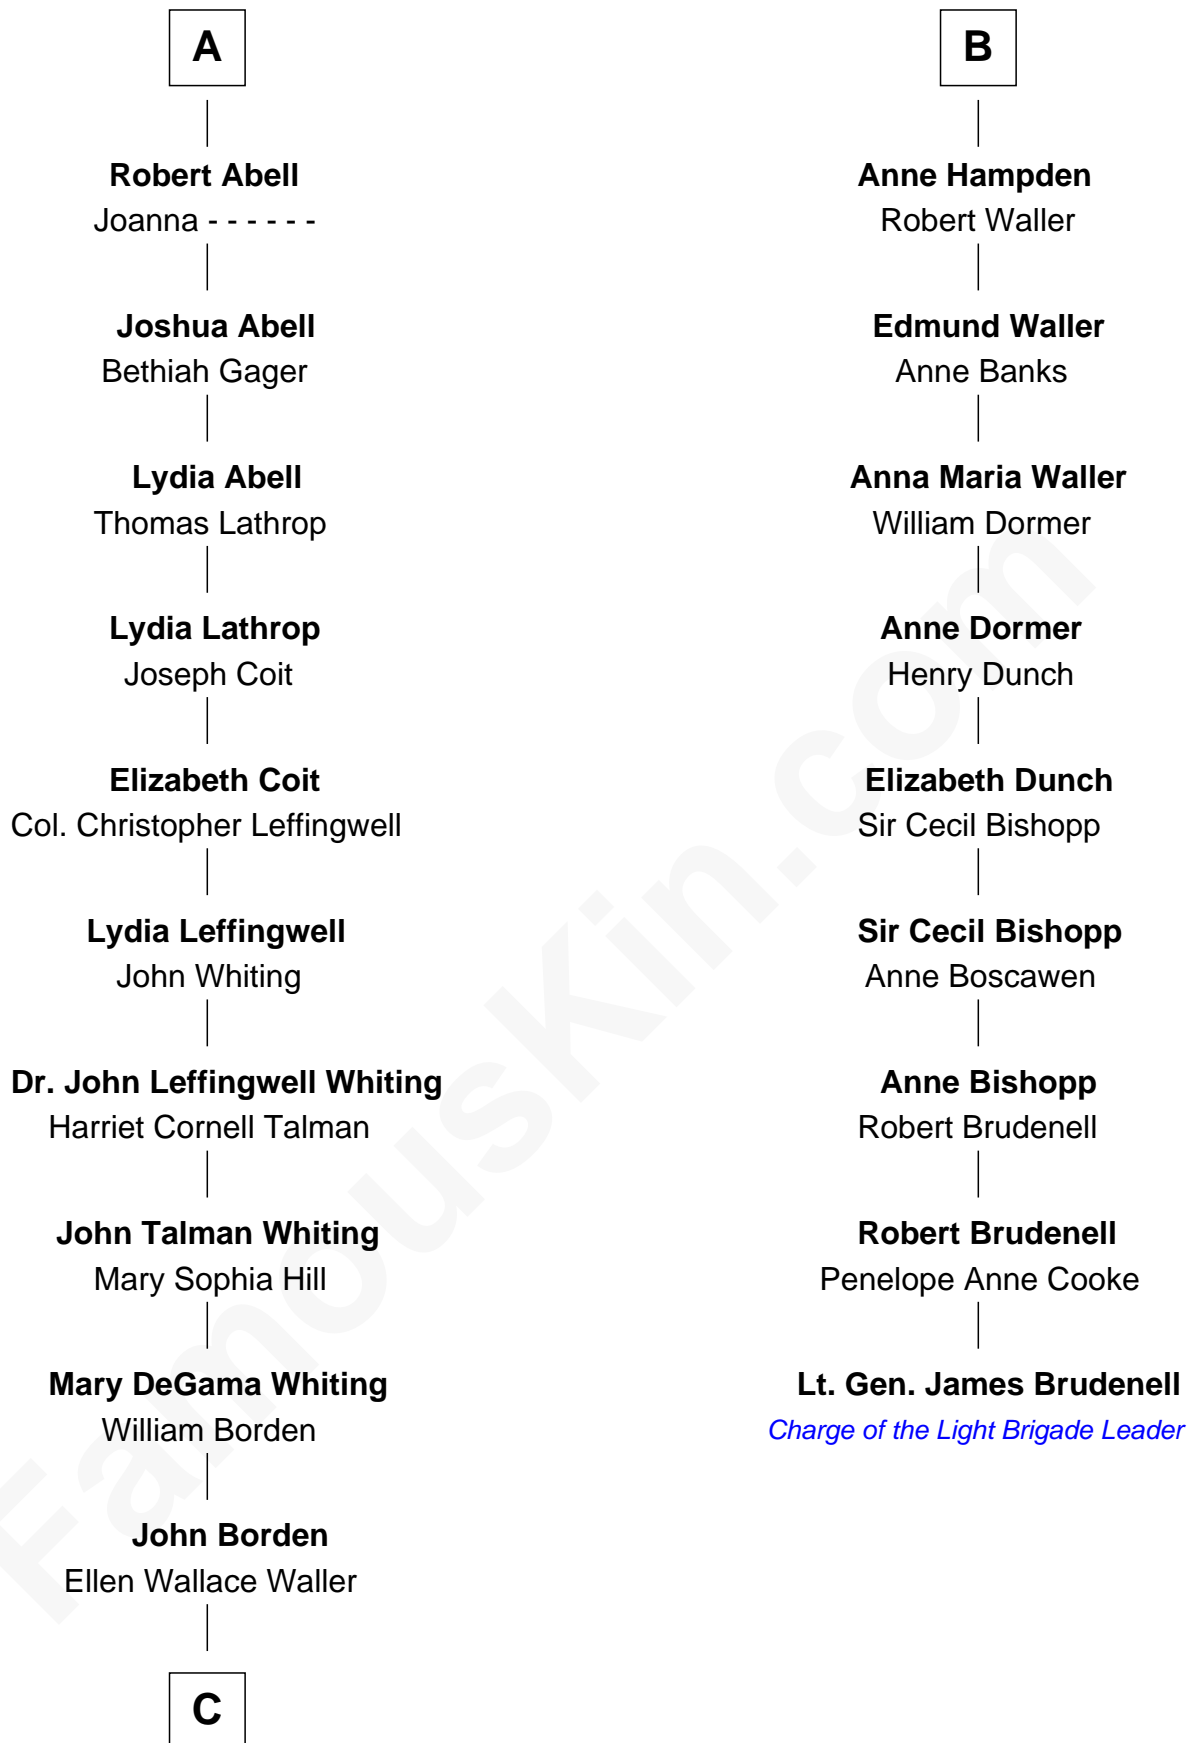 A
Robert Abell
Joanna - - - - - -
Joshua Abell
Bethiah Gager
Lydia Abell
Thomas Lathrop
Lydia Lathrop
Joseph Coit
Elizabeth Coit
Col. Christopher Leffingwell
Lydia Leffingwell
John Whiting
Dr. John Leffingwell Whiting
Harriet Cornell Talman
John Talman Whiting
Mary Sophia Hill
Mary DeGama Whiting
William Borden
John Borden
Ellen Wallace Waller
C
B
Anne Hampden
Robert Waller
Edmund Waller
Anne Banks
Anna Maria Waller
William Dormer
Anne Dormer
Henry Dunch
Elizabeth Dunch
Sir Cecil Bishopp
Sir Cecil Bishopp
Anne Boscawen
Anne Bishopp
Robert Brudenell
Robert Brudenell
Penelope Anne Cooke
Lt. Gen. James Brudenell
Charge of the Light Brigade Leader
FamousKin.com